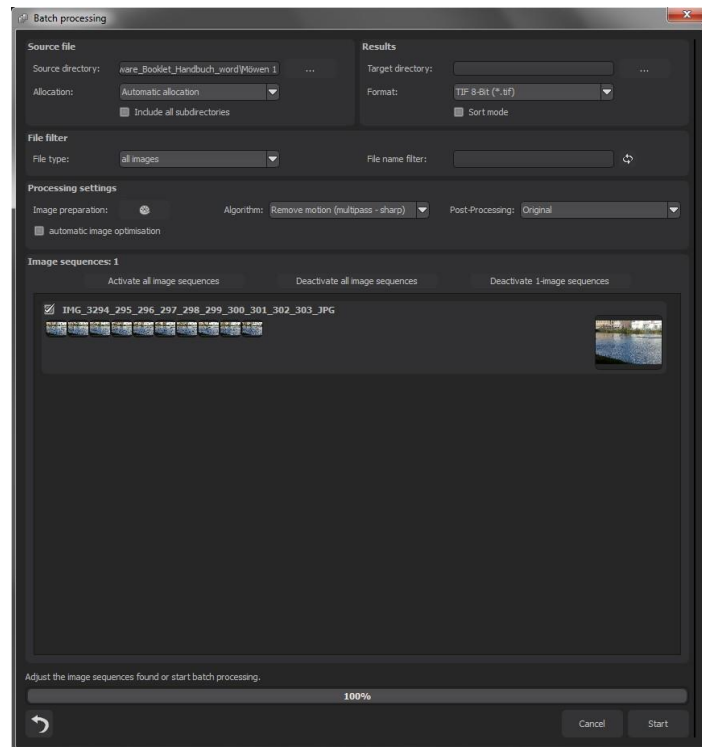 Batch processing
Source file
Results
Source directory: ware_Booklet_Handbuch_word\Möwen 1 ...
Target directory: ...
Allocation: Automatic allocation
Format: TIF 8-Bit (*.tif)
Include all subdirectories
Sort mode
File filter
File type: all images
File name filter:
Processing settings
Image preparation:
Algorithm: Remove motion (multipass - sharp)
Post-Processing: Original
automatic image optimisation
Image sequences: 1
Activate all image sequences
Deactivate all image sequences
Deactivate 1-image sequences
IMG_3294_295_296_297_298_299_300_301_302_303_JPG
Adjust the image sequences found or start batch processing.
100%
Cancel
Start